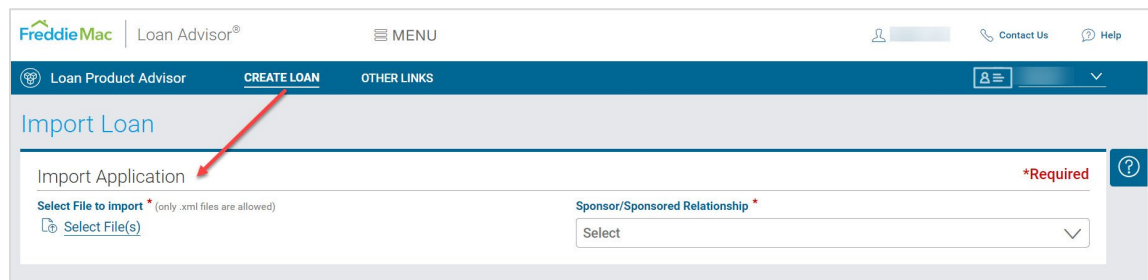 FreddieMac Loan Advisor® MENU Contact Us Help
Loan Product Advisor CREATE LOAN OTHER LINKS
Import Loan
Import Application *Required
Select File to import * (only .xml files are allowed) Sponsor/Sponsored Relationship *
Select File(s) Select